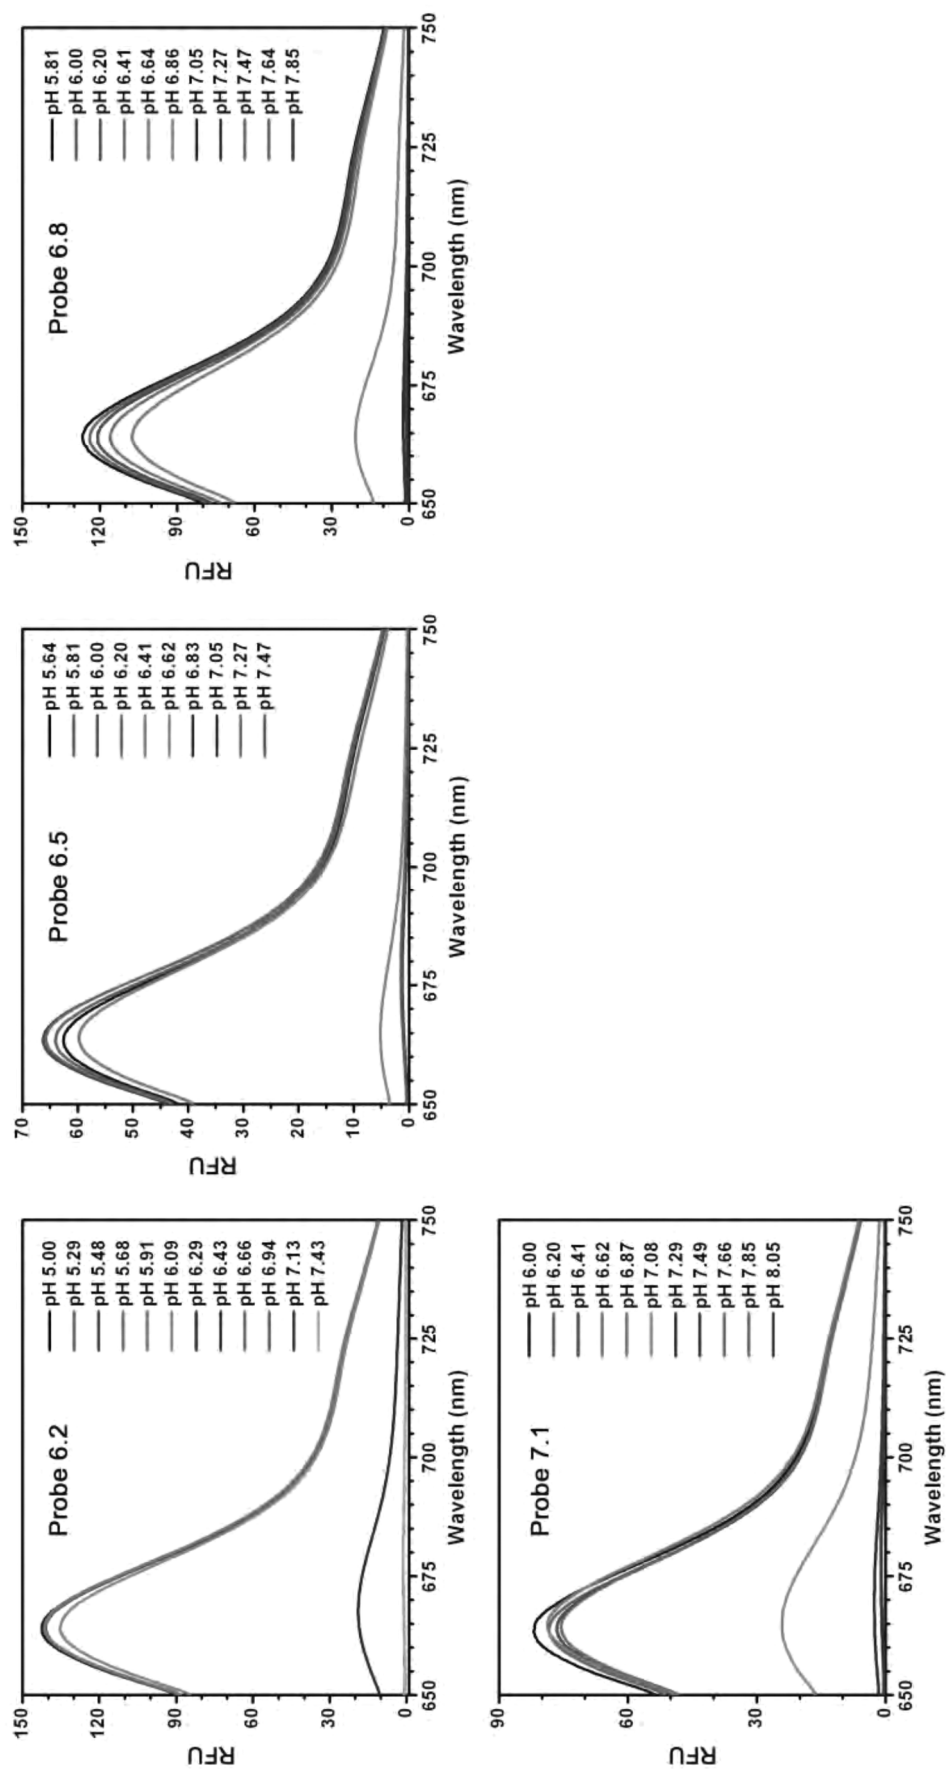 Probe 6.2
pH 5.00
pH 5.29
pH 5.48
pH 5.68
pH 5.91
pH 6.09
pH 6.29
pH 6.43
pH 6.66
pH 6.94
pH 7.13
pH 7.43
150
120
90
60
30
0
RFU
650
675
700
725
750
Wavelength (nm)
Probe 6.5
pH 5.64
pH 5.81
pH 6.00
pH 6.20
pH 6.41
pH 6.62
pH 6.83
pH 7.05
pH 7.27
pH 7.47
70
60
50
40
30
20
10
0
RFU
650
675
700
725
750
Wavelength (nm)
Probe 6.8
pH 5.81
pH 6.00
pH 6.20
pH 6.41
pH 6.64
pH 6.86
pH 7.05
pH 7.27
pH 7.47
pH 7.64
pH 7.85
150
120
90
60
30
0
RFU
650
675
700
725
750
Wavelength (nm)
Probe 7.1
pH 6.00
pH 6.20
pH 6.41
pH 6.62
pH 6.87
pH 7.08
pH 7.29
pH 7.49
pH 7.66
pH 7.85
pH 8.05
90
60
30
0
RFU
650
675
700
725
750
Wavelength (nm)